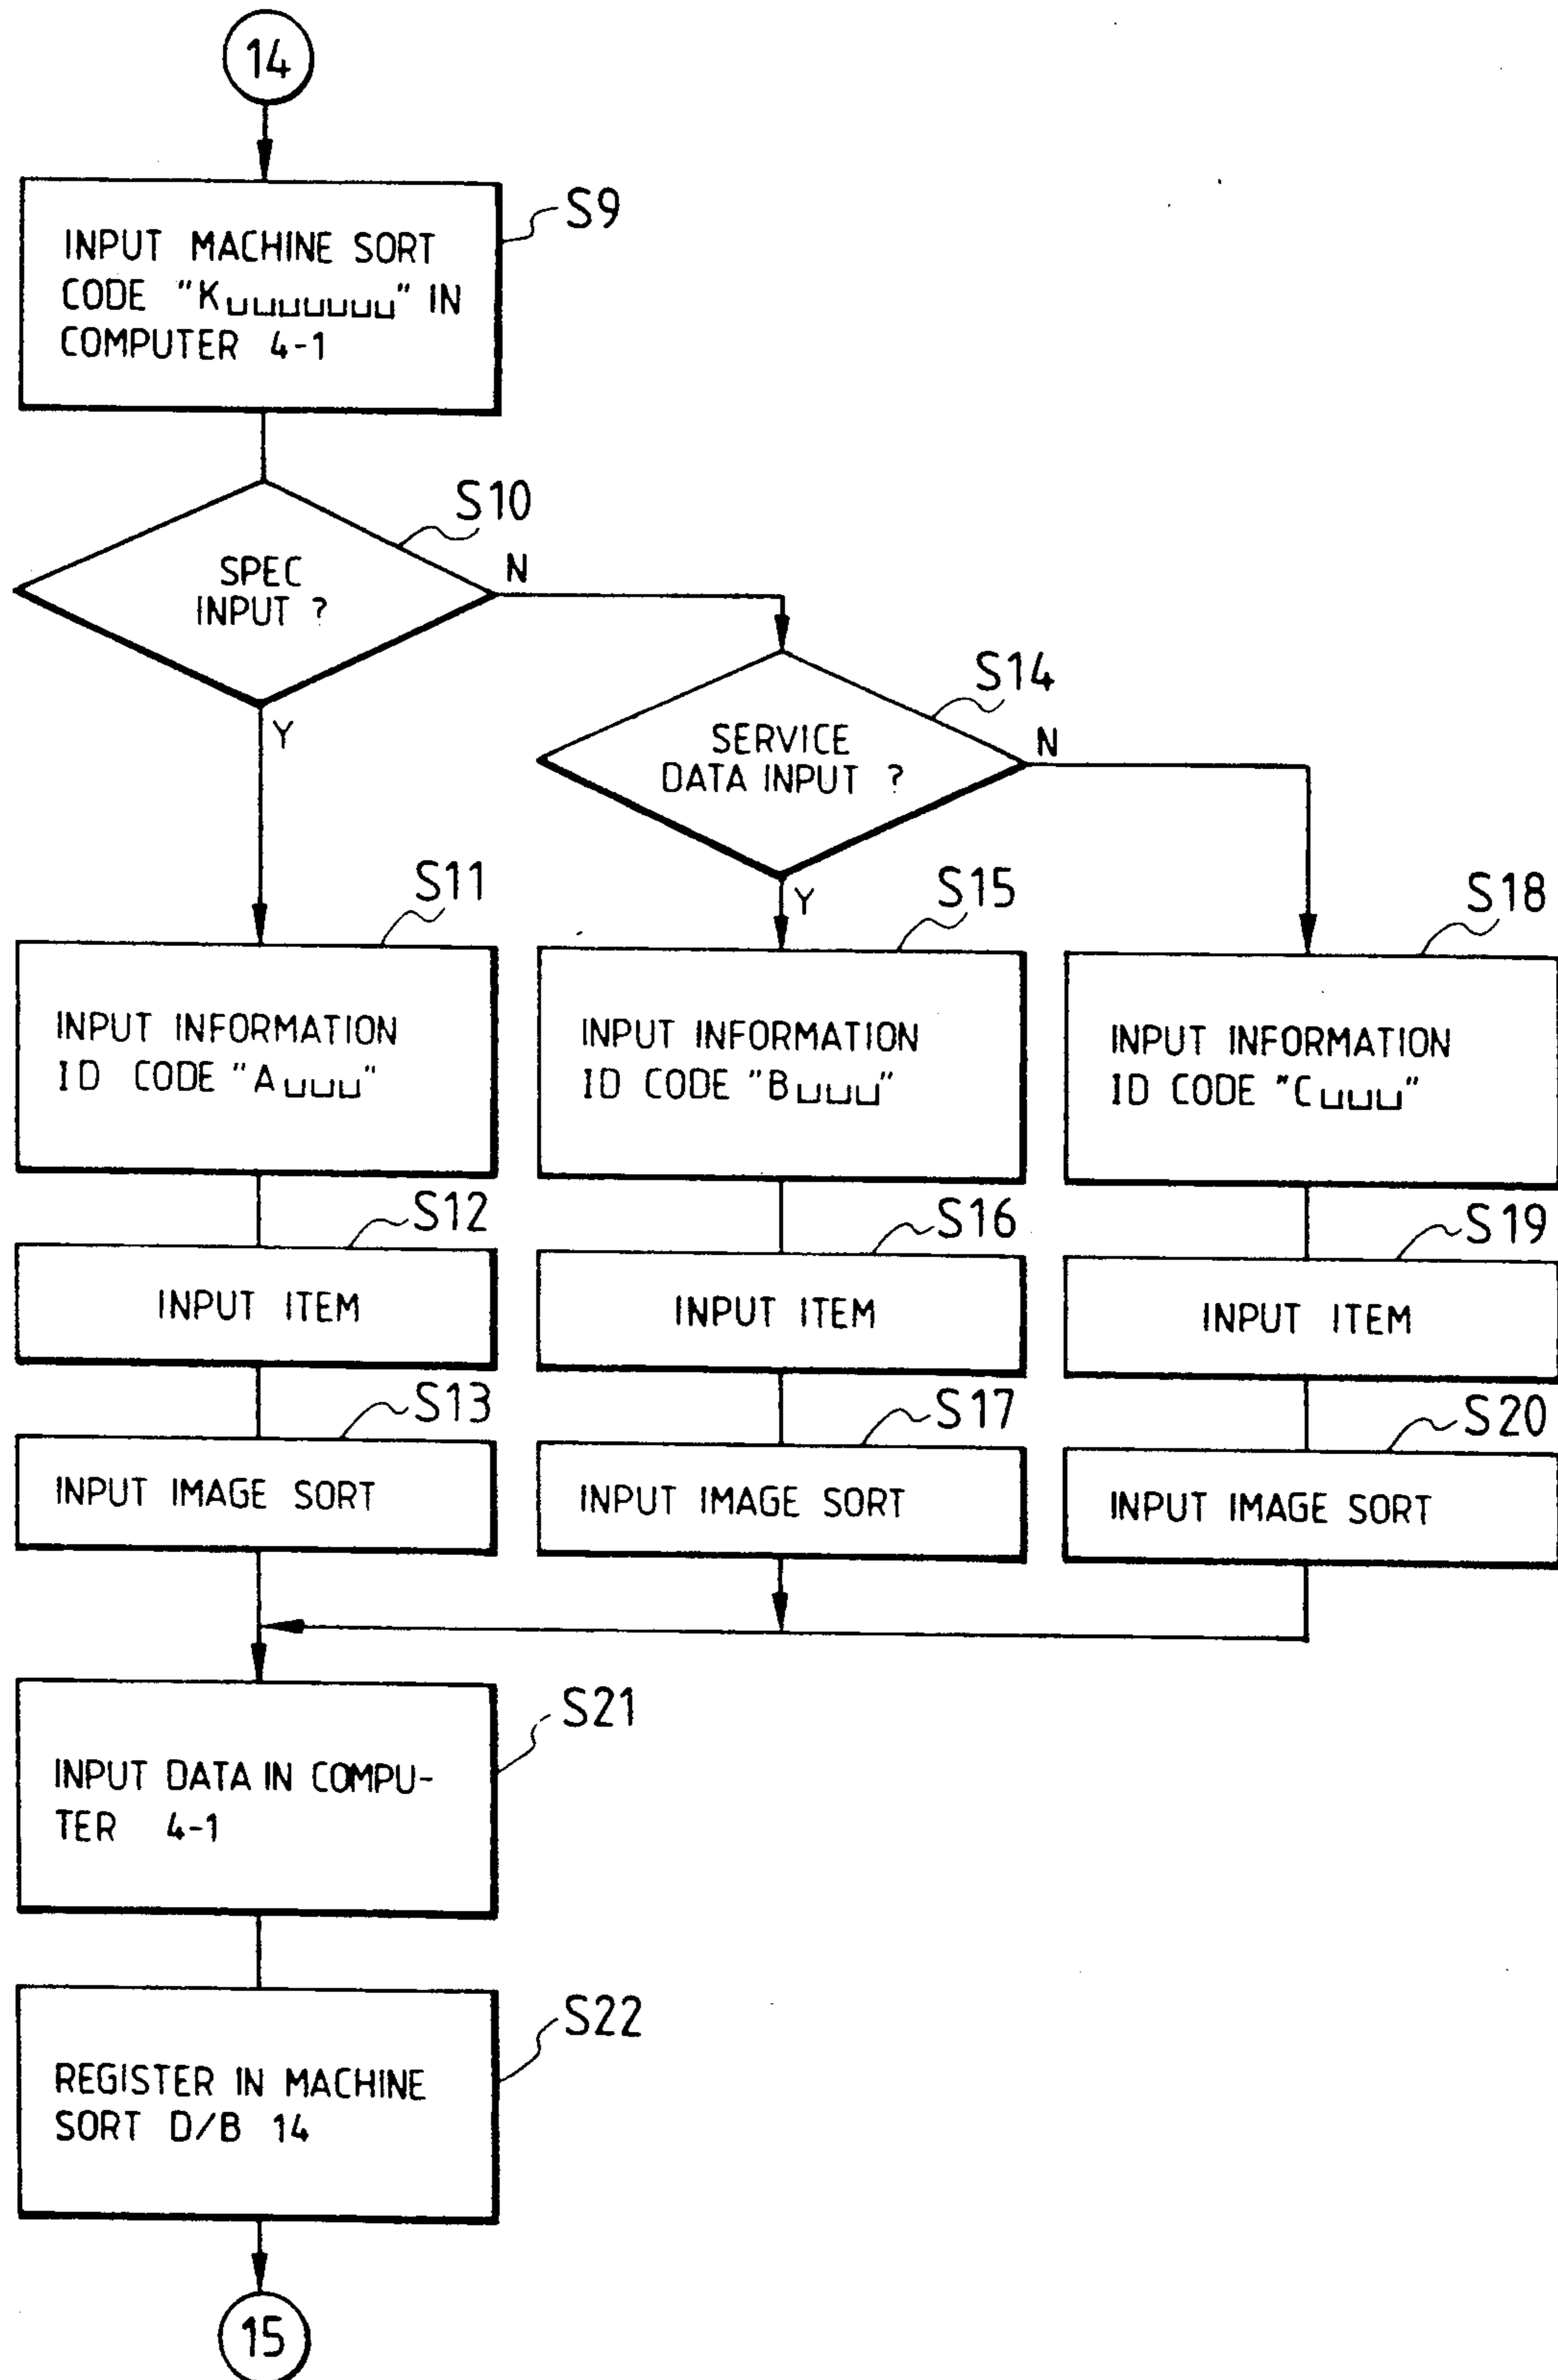 14
S9
INPUT MACHINE SORT
CODE "K␣␣␣␣␣␣␣" IN
COMPUTER 4-1
S10
SPEC
INPUT ?
N
Y
S14
SERVICE
DATA INPUT ?
N
Y
S11
INPUT INFORMATION
ID CODE "A␣␣␣"
S12
INPUT ITEM
S13
INPUT IMAGE SORT
S15
INPUT INFORMATION
ID CODE "B␣␣␣"
S16
INPUT ITEM
S17
INPUT IMAGE SORT
S18
INPUT INFORMATION
ID CODE "C␣␣␣"
S19
INPUT ITEM
S20
INPUT IMAGE SORT
S21
INPUT DATA IN COMPU-
TER 4-1
S22
REGISTER IN MACHINE
SORT D/B 14
15